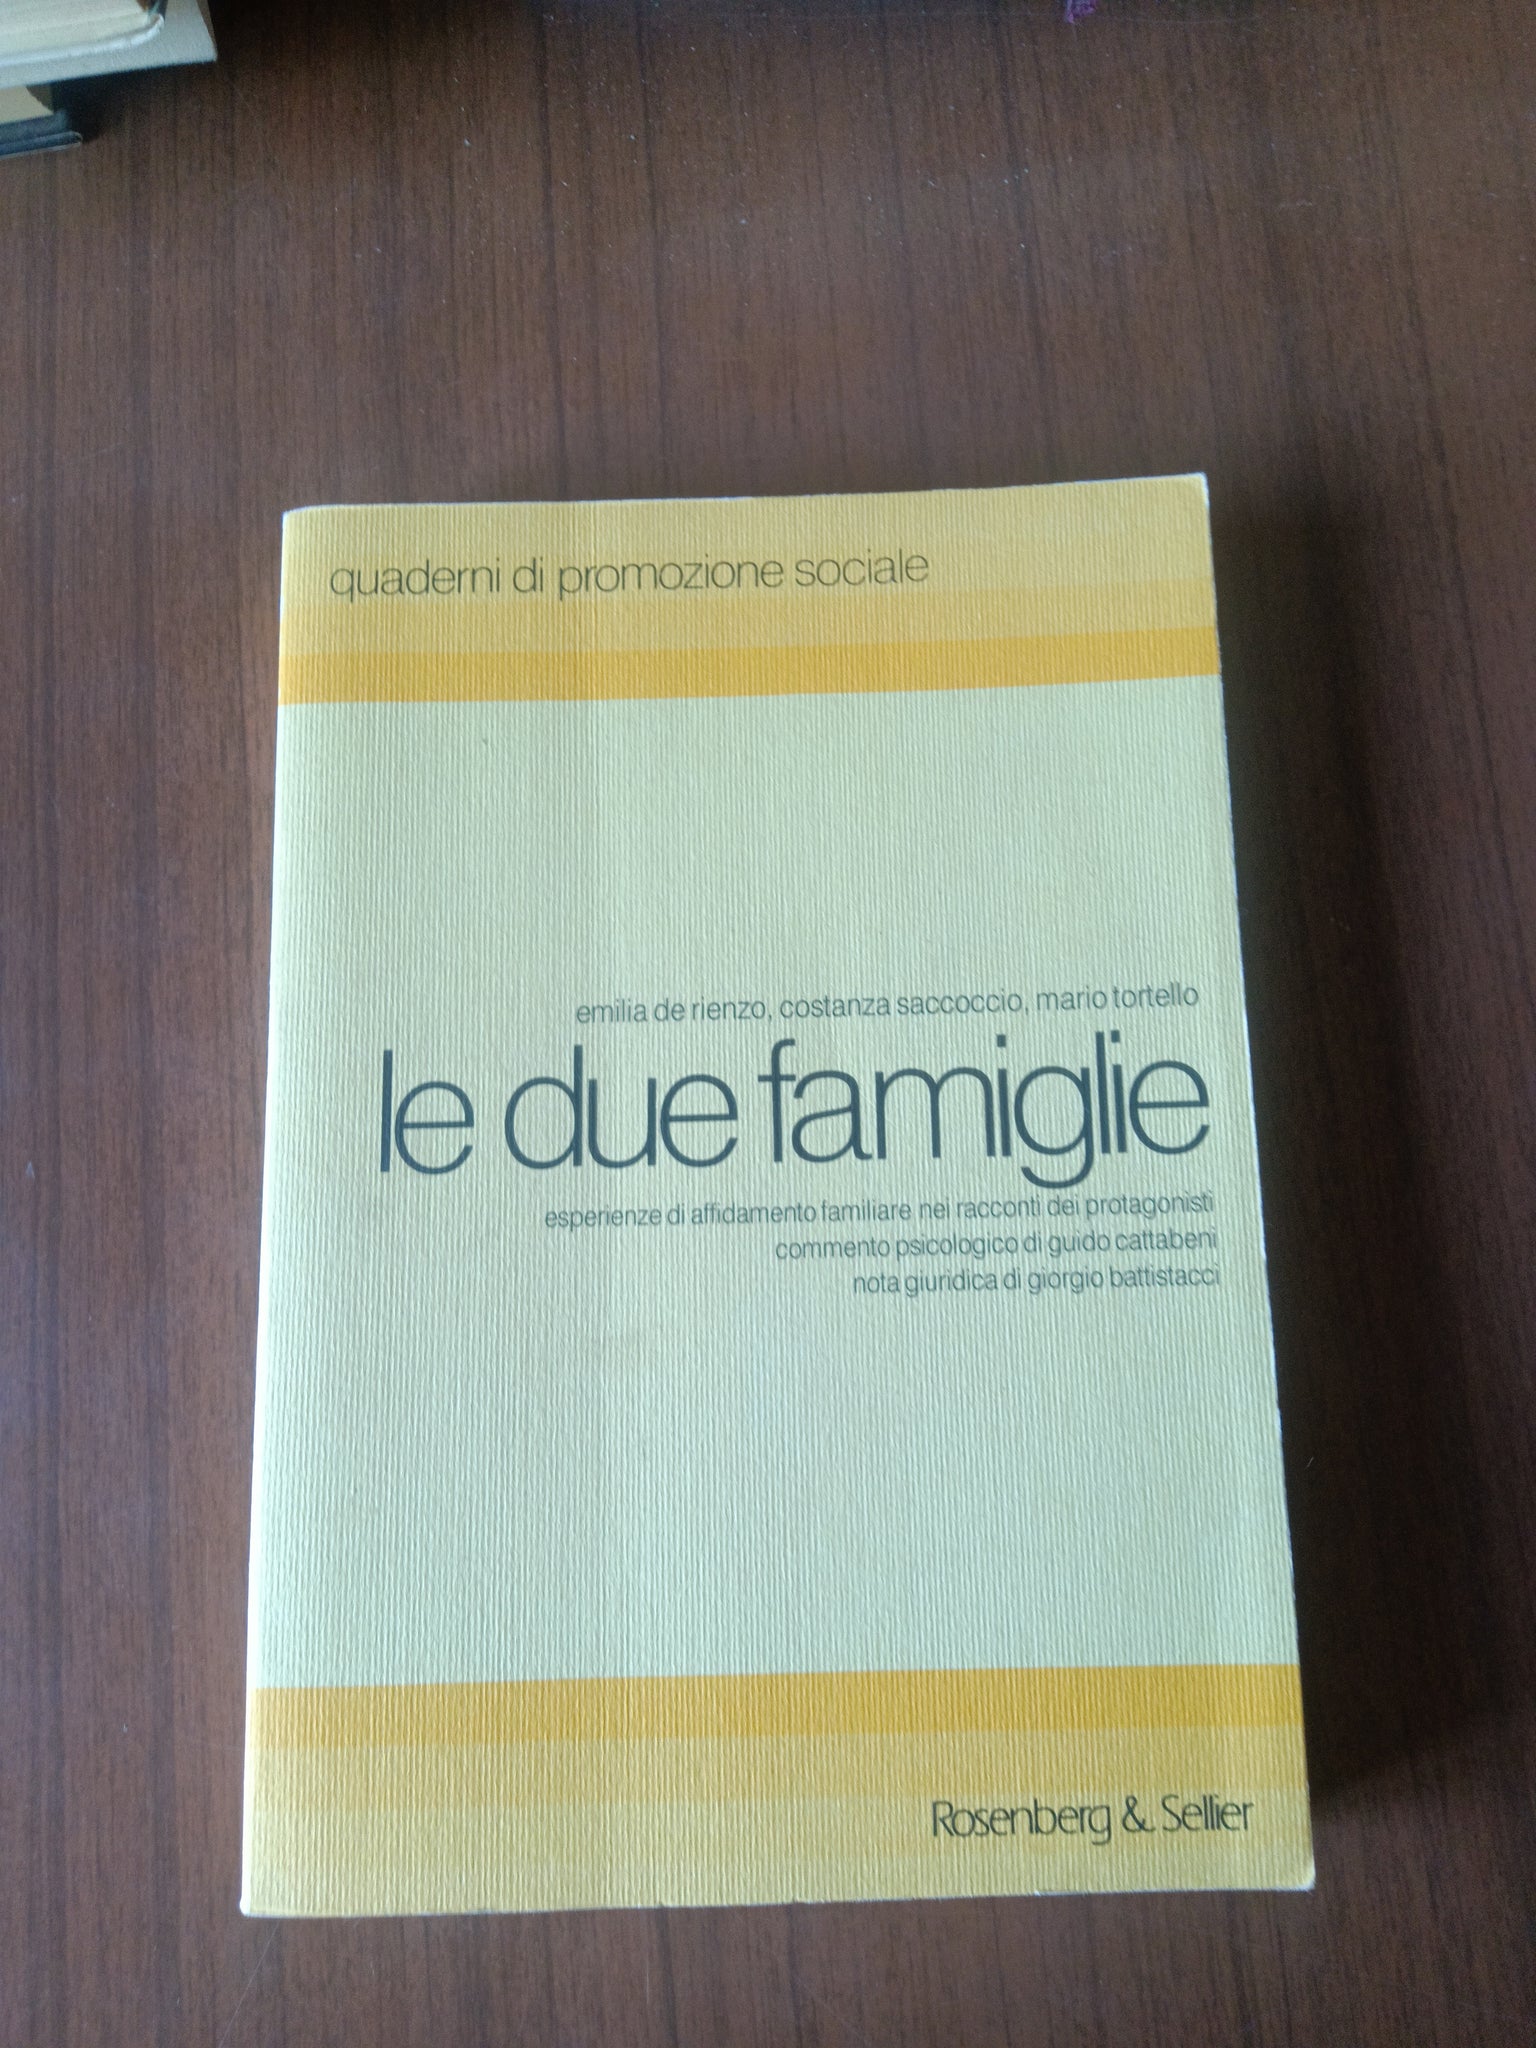 quaderni di promozione sociale
emilia de rienzo, costanza saccoccio, mario tortello
le due famiglie
esperienze di affidamento familiare nei racconti dei protagonisti
commento psicologico di guido cattabeni
nota giuridica di giorgio battistacci
Rosenberg & Sellier